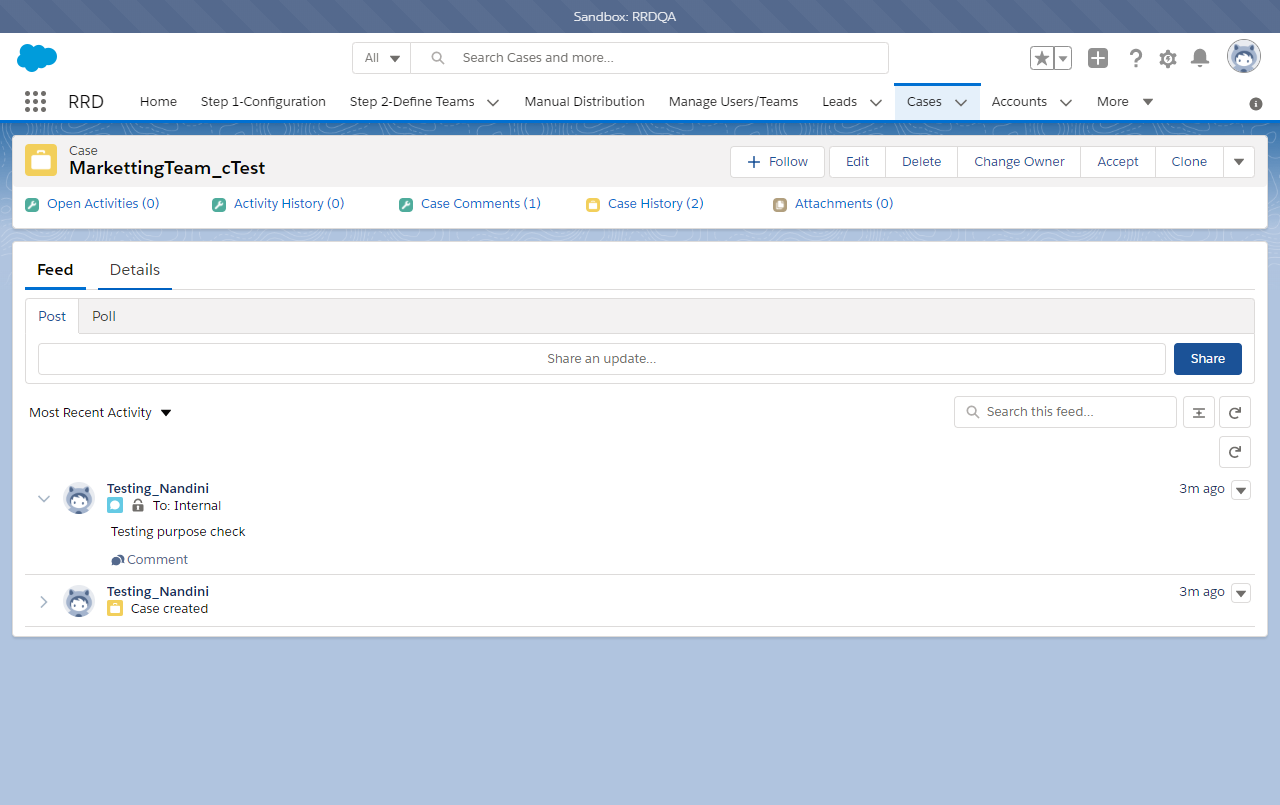 Sandbox: RRDQA
All
Search Cases and more...
RRD
Home
Step 1-Configuration
Step 2-Define Teams
Manual Distribution
Manage Users/Teams
Leads
Cases
Accounts
More
Case
MarkettingTeam_cTest
Follow
Edit
Delete
Change Owner
Accept
Clone
Open Activities (0)
Activity History (0)
Case Comments (1)
Case History (2)
Attachments (0)
Feed
Details
Post
Poll
Share an update...
Share
Most Recent Activity
Search this feed...
Testing_Nandini
3m ago
To: Internal
Testing purpose check
Comment
Testing_Nandini
3m ago
Case created